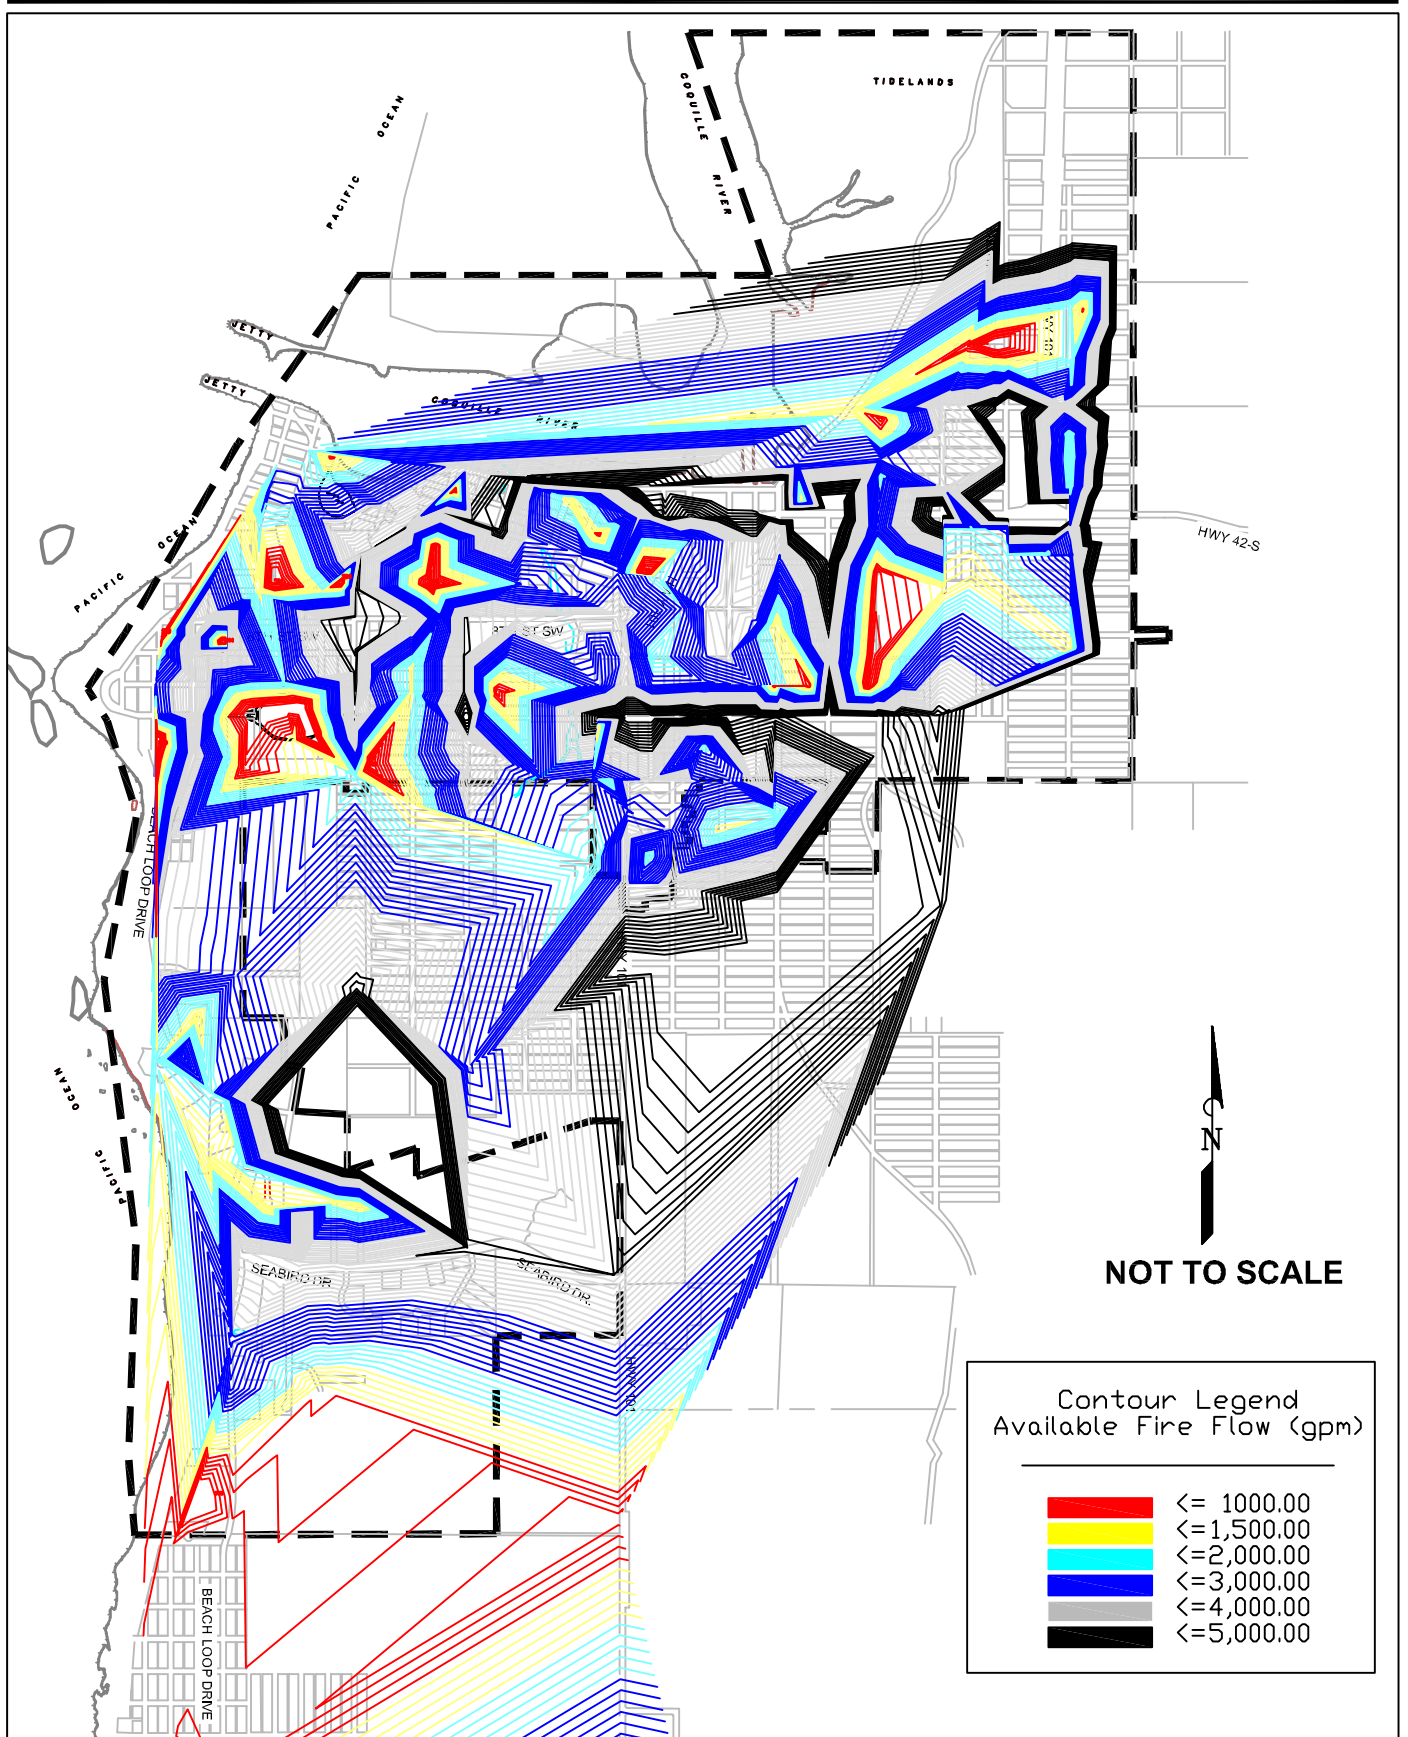 TIDELANDS
COQUILLE
RIVER
OCEAN
PACIFIC
JETTY
JETTY
COQUILLE
RIVER
OCEAN
PACIFIC
HWY 42-S
ST SW
BEACH LOOP DRIVE
OCEAN
PACIFIC
N
NOT TO SCALE
SEABIRD DR.
SEABIRD DR.
HWY 101
Contour Legend
Available Fire Flow (gpm)
<= 1000.00
<=1,500.00
<=2,000.00
<=3,000.00
<=4,000.00
<=5,000.00
BEACH LOOP DRIVE